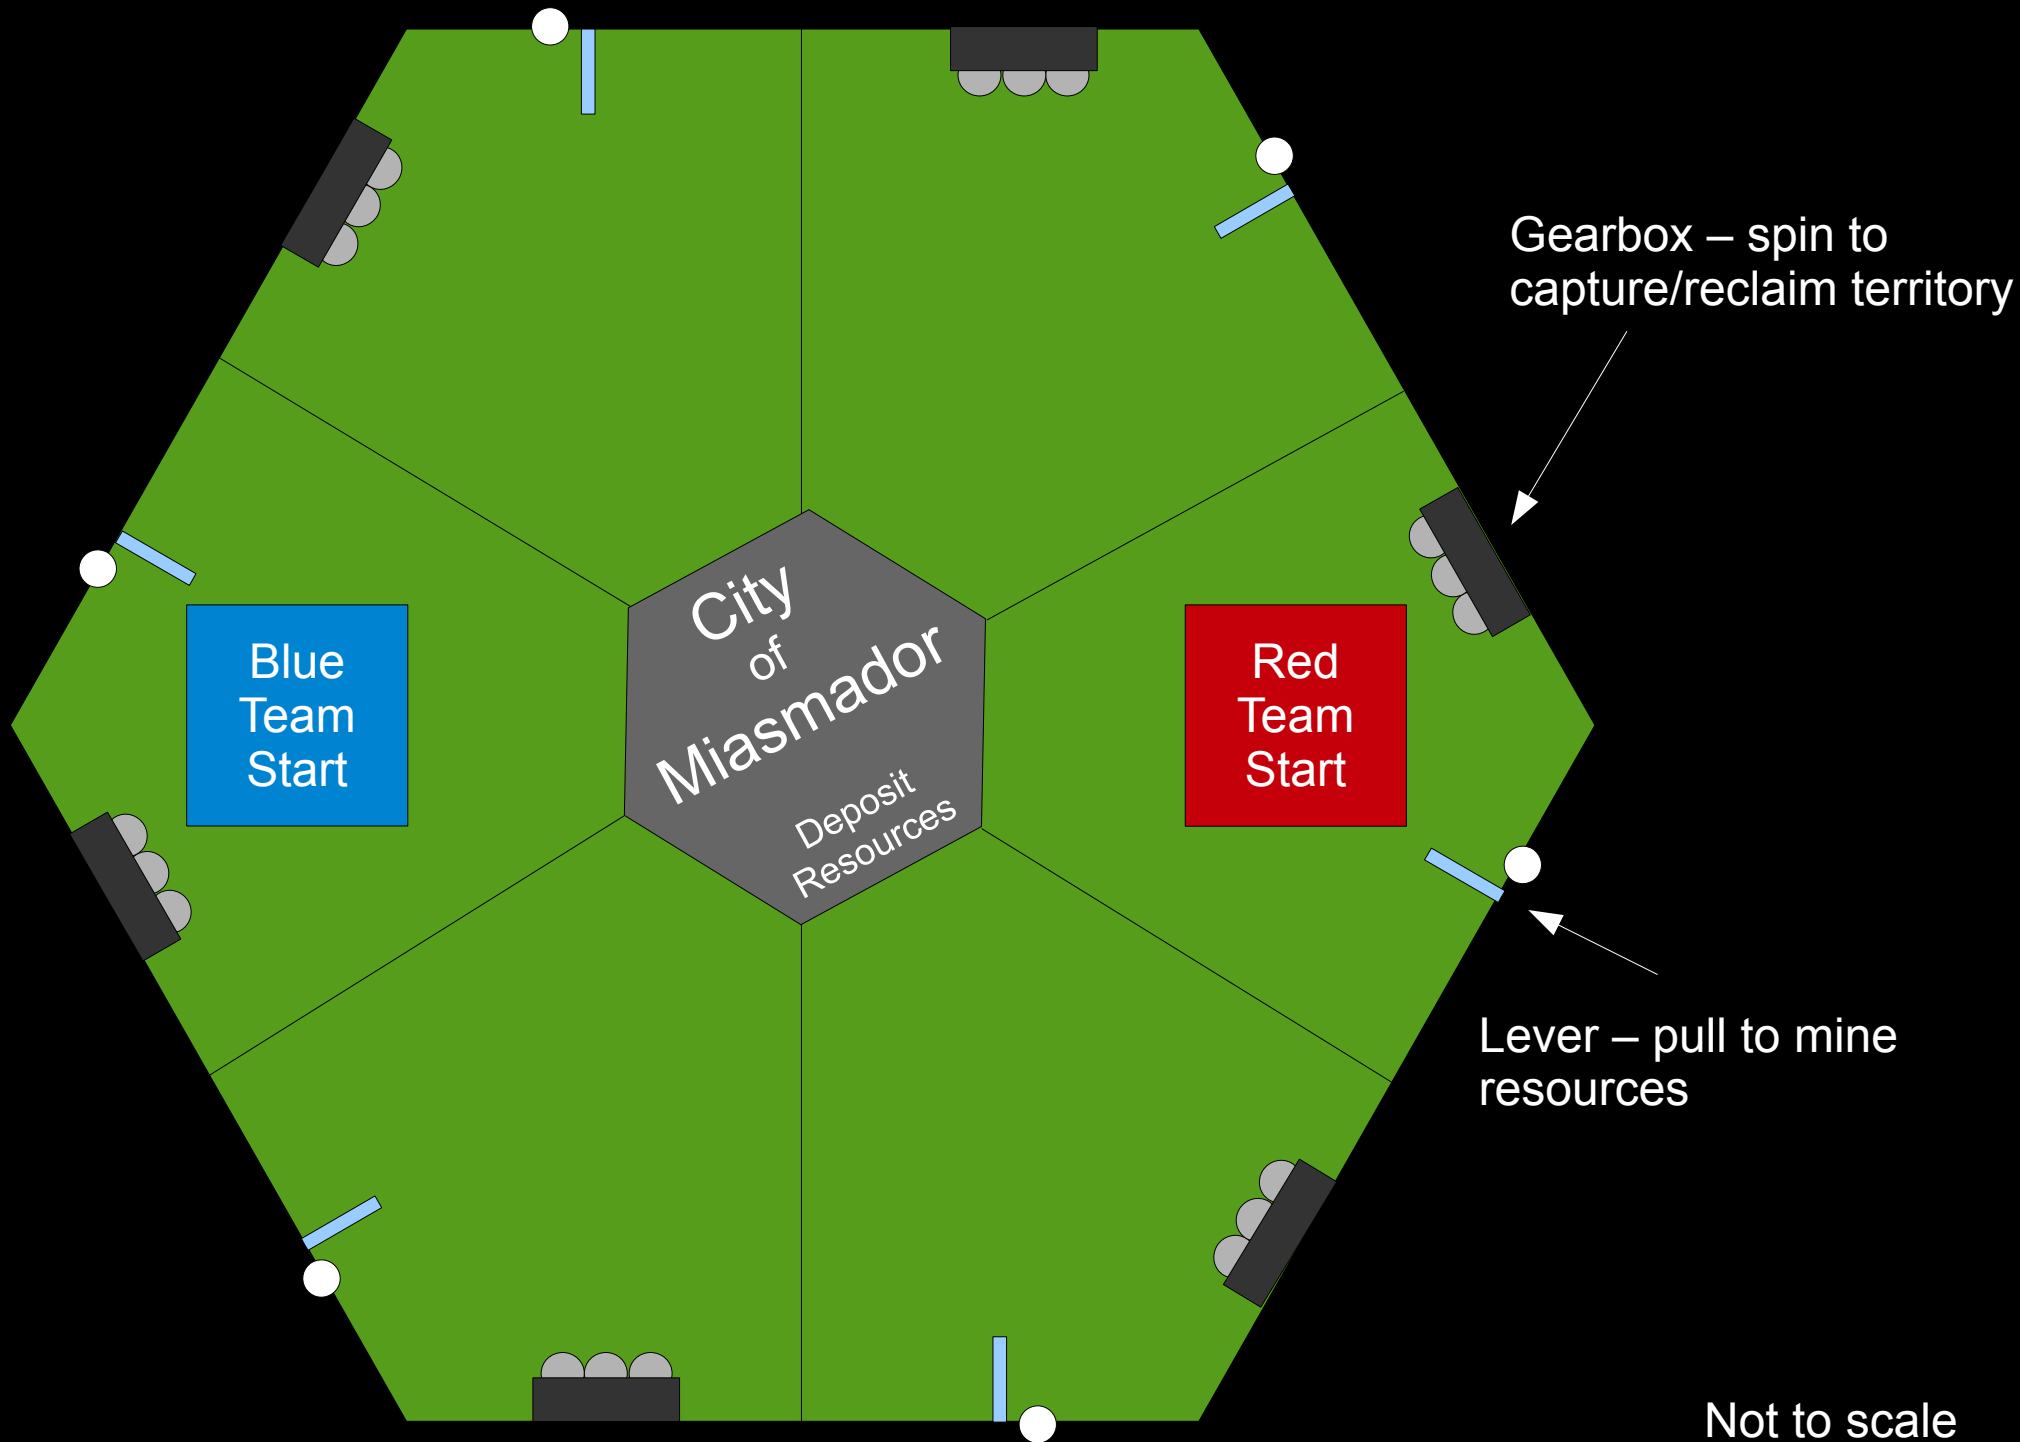 Gearbox – spin to
capture/reclaim territory
City
of
Miasmador
Deposit
Resources
Blue
Team
Start
Red
Team
Start
Lever – pull to mine
resources
Not to scale